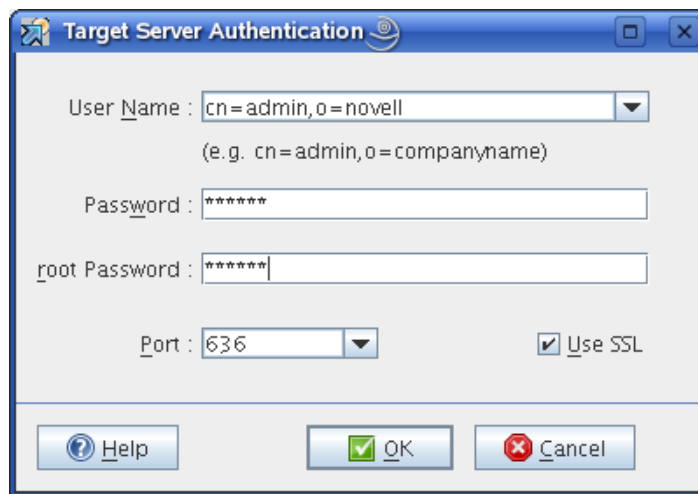 Target Server Authentication
User Name : cn=admin,o=novell
(e.g. cn=admin,o=companyname)
Password : ******
root Password : ******
Port : 636 Use SSL
Help OK Cancel